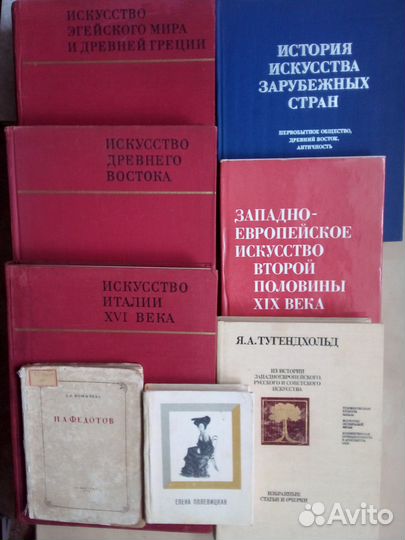 ИСКУССТВО
ЭГЕЙСКОГО МИРА
И ДРЕВНЕЙ ГРЕЦИИ
ИСТОРИЯ
ИСКУССТВА
ЗАРУБЕЖНЫХ
СТРАН
ПЕРВОБЫТНОЕ ОБЩЕСТВО,
ДРЕВНИЙ ВОСТОК,
АНТИЧНОСТЬ
ИСКУССТВО
ДРЕВНЕГО
ВОСТОКА
ЗАПАДНО-
ЕВРОПЕЙСКОЕ
ИСКУССТВО
ВТОРОЙ
ПОЛОВИНЫ
XIX ВЕКА
ИСКУССТВО
ИТАЛИИ
XVI ВЕКА
Я.А.ТУГЕНДХОЛЬД
ИЗ ИСТОРИИ
ЗАПАДНОЕВРОПЕЙСКОГО,
РУССКОГО И СОВЕТСКОГО
ИСКУССТВА
ИЗБРАННЫЕ
СТАТЬИ И ОЧЕРКИ
П.А.ФЕДОТОВ
ЕЛЕНА ПОЛЕВИЦКАЯ
Avito